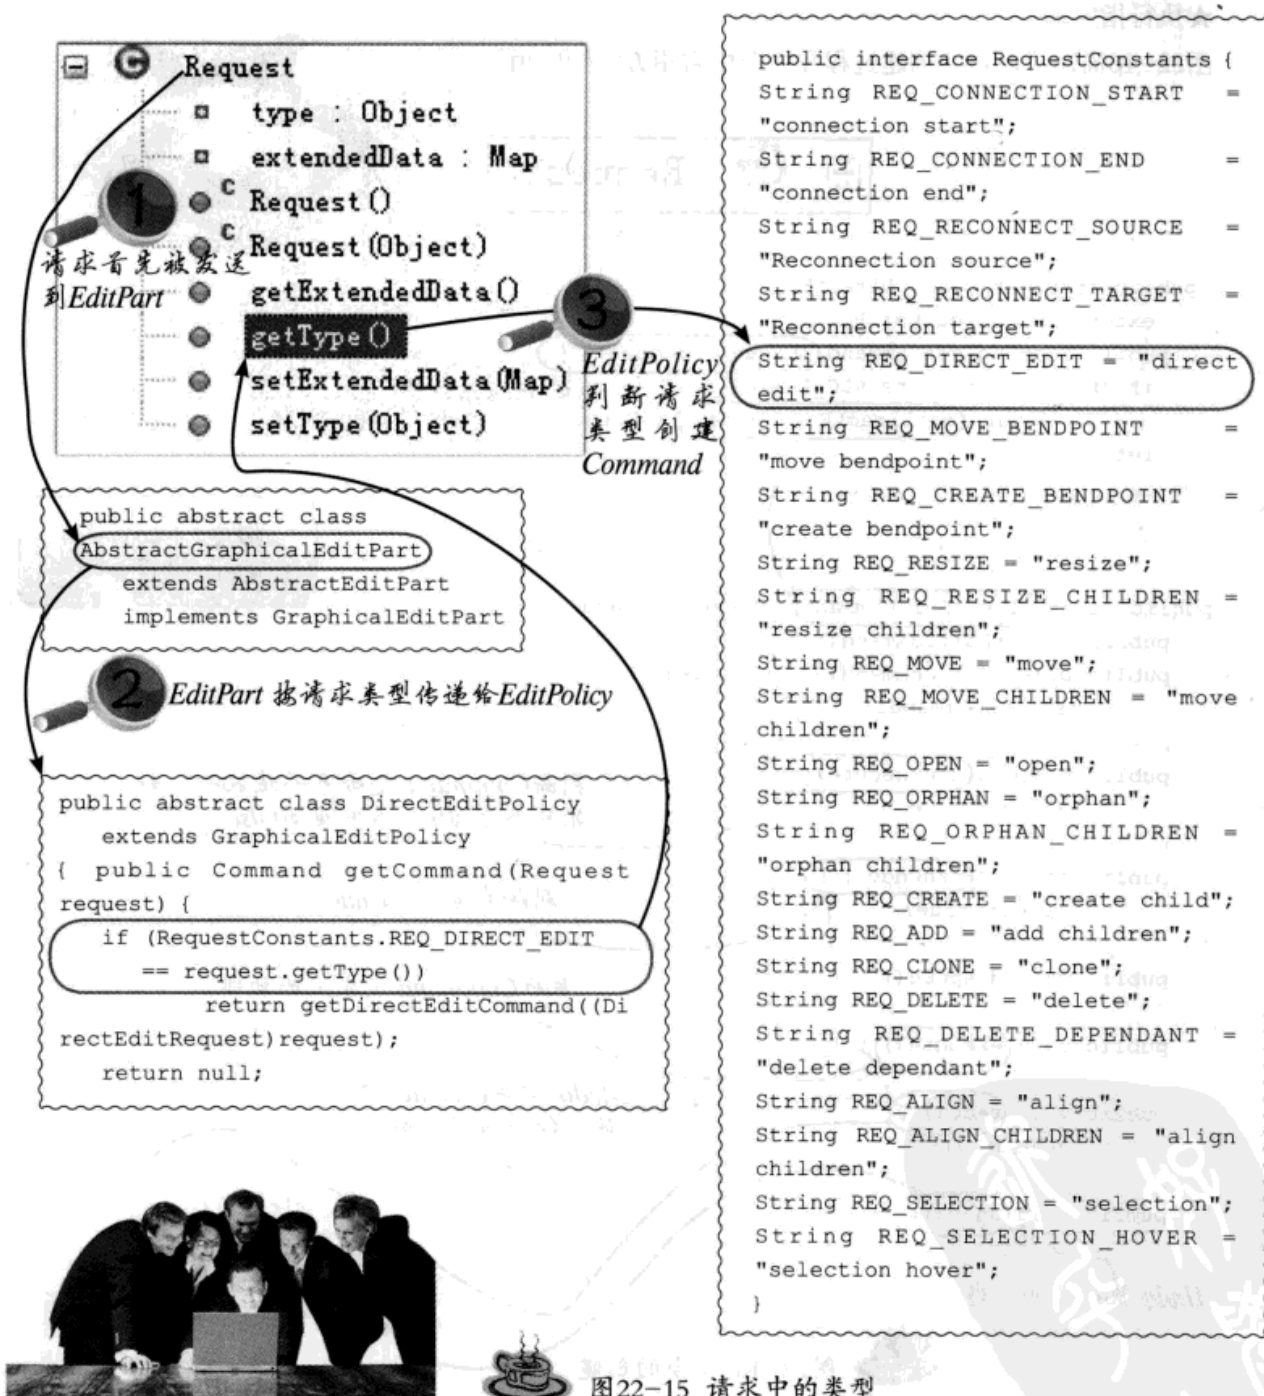 Request
type : Object
extendedData : Map
C
Request()
C
Request(Object)
getExtendedData()
getType()
setExtendedData(Map)
setType(Object)
1
请求首先被发送
到EditPart
3
EditPolicy
判断请求
类型创建
Command
public abstract class
AbstractGraphicalEditPart
extends AbstractEditPart
implements GraphicalEditPart
2
EditPart 按请求类型传递给EditPolicy
public abstract class DirectEditPolicy
extends GraphicalEditPolicy
{ public Command getCommand(Request
request) {
if (RequestConstants.REQ_DIRECT_EDIT
== request.getType())
return getDirectEditCommand((Di
rectEditRequest)request);
return null;
public interface RequestConstants {
String REQ_CONNECTION_START =
"connection start";
String REQ_CONNECTION_END =
"connection end";
String REQ_RECONNECT_SOURCE =
"Reconnection source";
String REQ_RECONNECT_TARGET =
"Reconnection target";
String REQ_DIRECT_EDIT = "direct
edit";
String REQ_MOVE_BENDPOINT =
"move bendpoint";
String REQ_CREATE_BENDPOINT =
"create bendpoint";
String REQ_RESIZE = "resize";
String REQ_RESIZE_CHILDREN =
"resize children";
String REQ_MOVE = "move";
String REQ_MOVE_CHILDREN = "move
children";
String REQ_OPEN = "open";
String REQ_ORPHAN = "orphan";
String REQ_ORPHAN_CHILDREN =
"orphan children";
String REQ_CREATE = "create child";
String REQ_ADD = "add children";
String REQ_CLONE = "clone";
String REQ_DELETE = "delete";
String REQ_DELETE_DEPENDANT =
"delete dependant";
String REQ_ALIGN = "align";
String REQ_ALIGN_CHILDREN = "align
children";
String REQ_SELECTION = "selection";
String REQ_SELECTION_HOVER =
"selection hover";
}
图22-15 请求中的类型